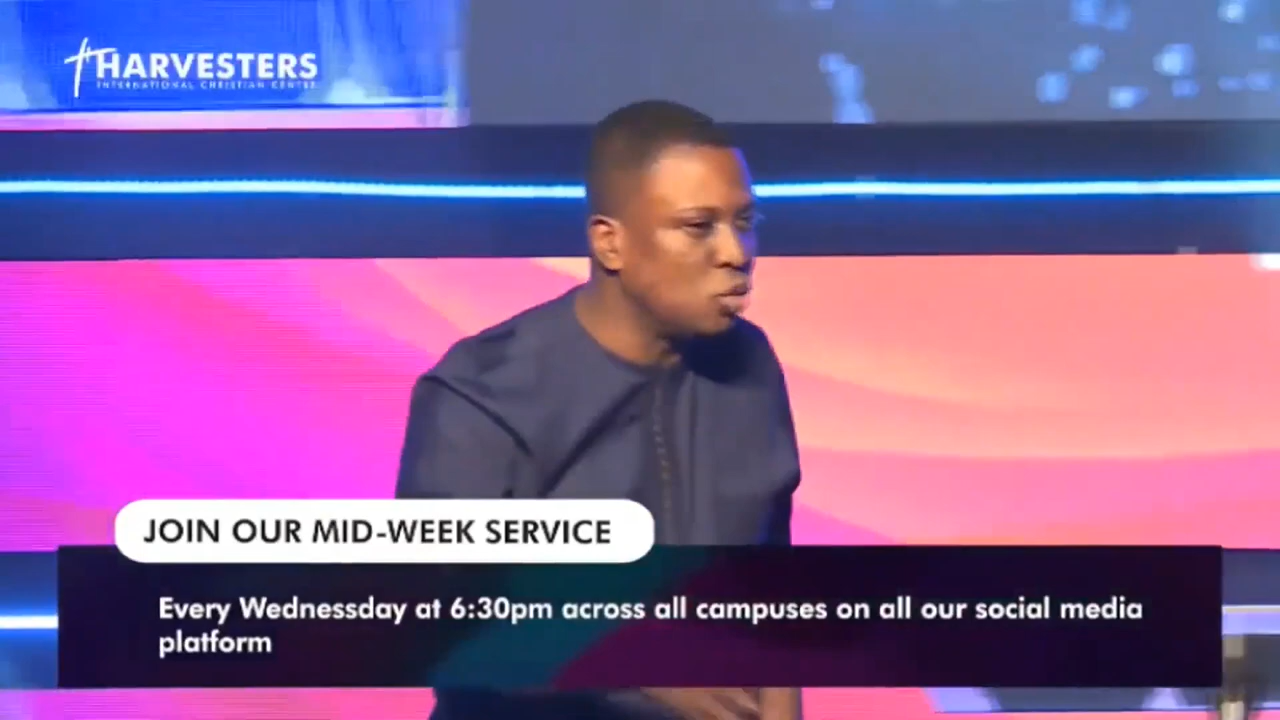 HARVESTERS
INTERNATIONAL CHRISTIAN CENTER
JOIN OUR MID-WEEK SERVICE
Every Wednessday at 6:30pm across all campuses on all our social media
platform